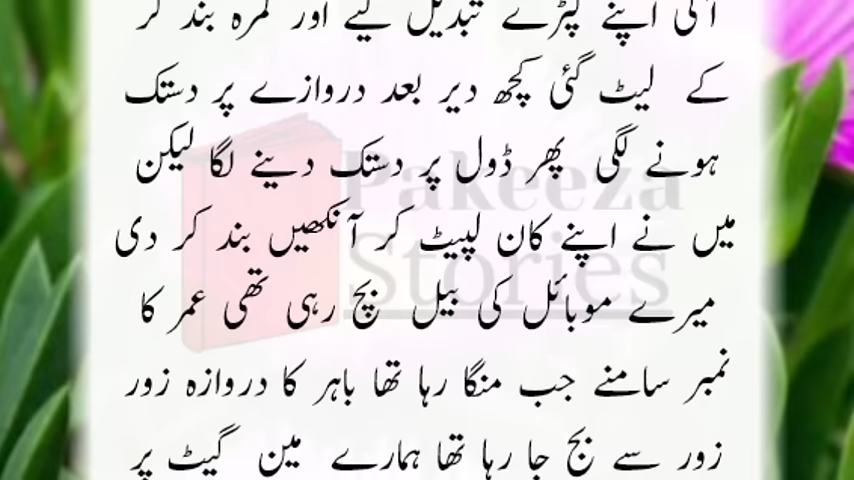 آئی اپنے کپڑے تبدیل کیے اور کمرہ بند کر
کے لیٹ گئی کچھ دیر بعد دروازے پر دستک
ہونے لگی پھر ڈول پر دستک دینے لگا لیکن
میں نے اپنے کان لپیٹ کر آنکھیں بند کر دی
میرے موبائل کی بیل بج رہی تھی عمر کا
نمبر سامنے جب منگا رہا تھا باہر کا دروازہ زور
زور سے بج جا رہا تھا ہمارے مین گیٹ پر
Pakeeza
Stories